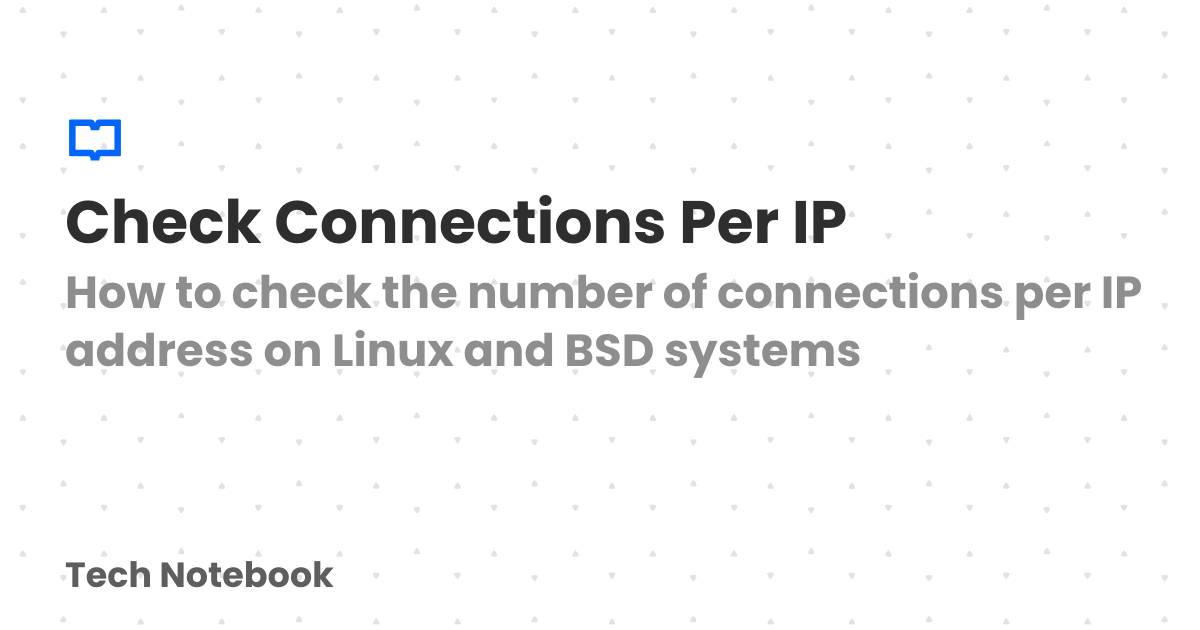 Check Connections Per IP
How to check the number of connections per IP
address on Linux and BSD systems
Tech Notebook